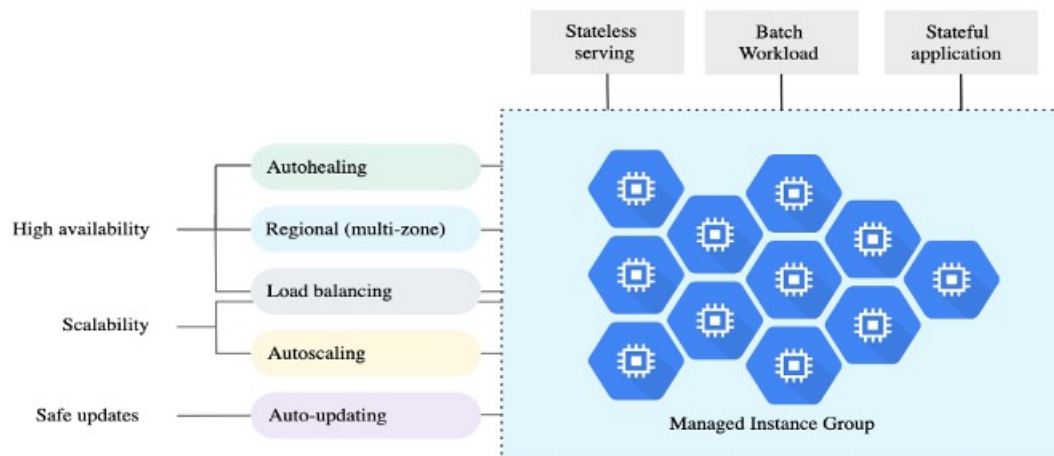 Stateless
serving
Batch
Workload
Stateful
application
Autohealing
High availability
Regional (multi-zone)
Load balancing
Scalability
Autoscaling
Safe updates
Auto-updating
Managed Instance Group